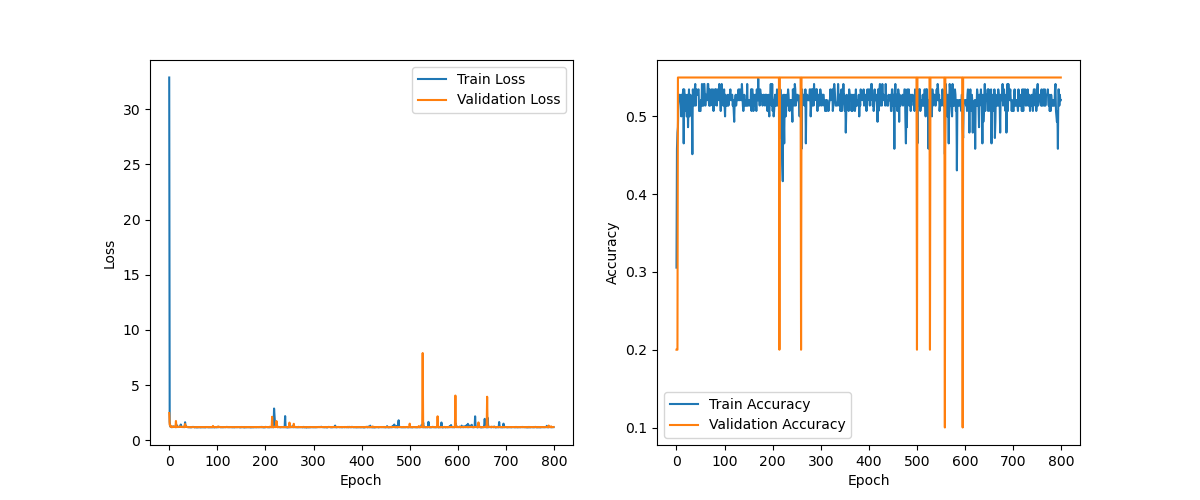 Train Loss
Validation Loss
30
25
20
15
10
5
0
Loss
0 100 200 300 400 500 600 700 800
Epoch
0.5
0.4
0.3
0.2
0.1
Accuracy
Train Accuracy
Validation Accuracy
0 100 200 300 400 500 600 700 800
Epoch